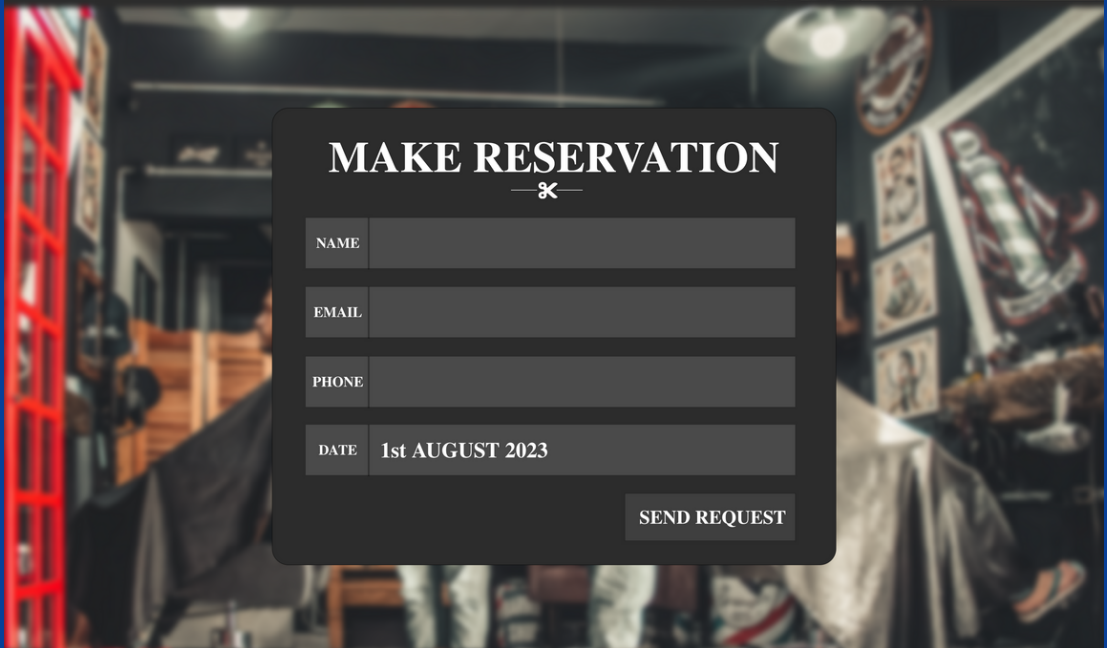 MAKE RESERVATION
NAME
EMAIL
PHONE
DATE 1st AUGUST 2023
SEND REQUEST